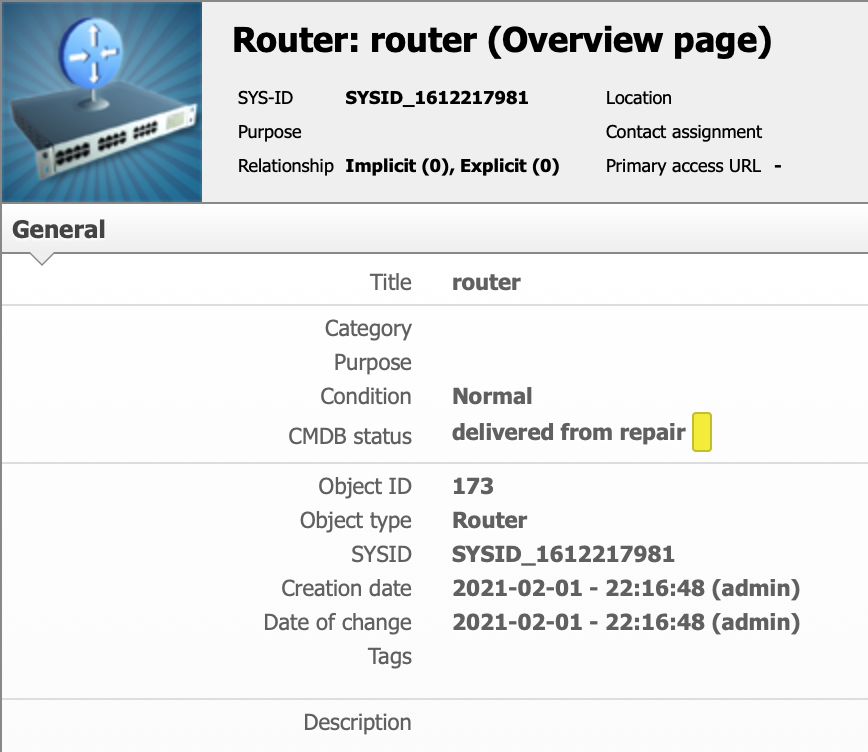 Router: router (Overview page)
SYS-ID SYSID_1612217981 Location
Purpose Contact assignment
Relationship Implicit (0), Explicit (0) Primary access URL -
General
Title router
Category
Purpose
Condition Normal
CMDB status delivered from repair
Object ID 173
Object type Router
SYSID SYSID_1612217981
Creation date 2021-02-01 - 22:16:48 (admin)
Date of change 2021-02-01 - 22:16:48 (admin)
Tags
Description